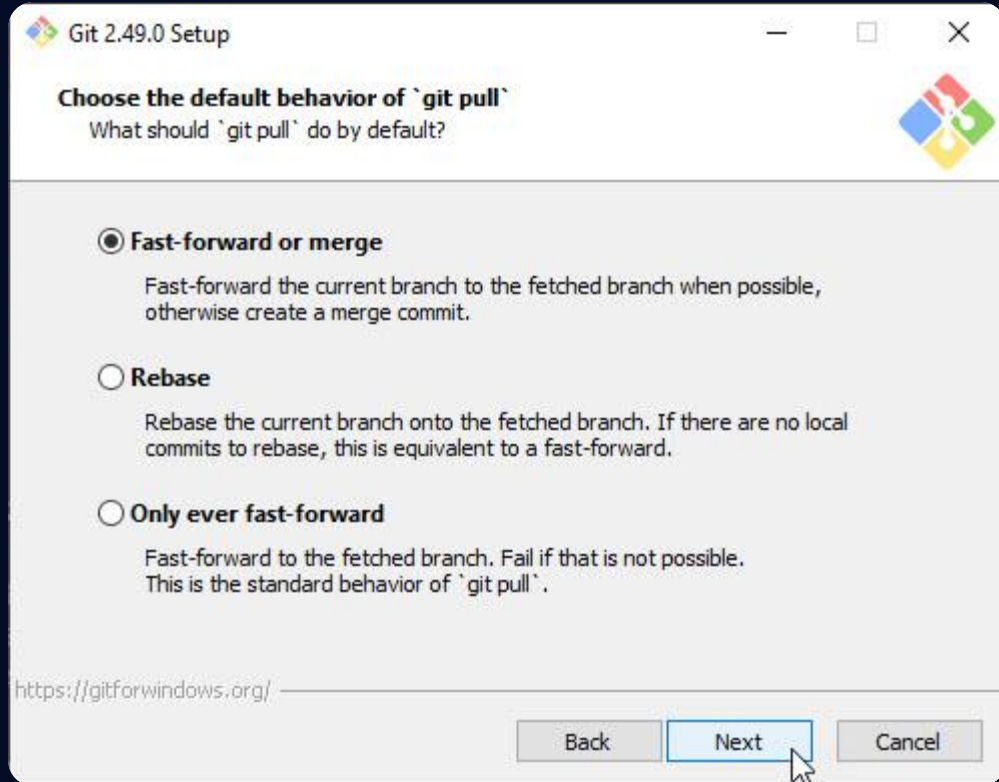 Git 2.49.0 Setup
Choose the default behavior of `git pull`
What should `git pull` do by default?
Fast-forward or merge
Fast-forward the current branch to the fetched branch when possible,
otherwise create a merge commit.
Rebase
Rebase the current branch onto the fetched branch. If there are no local
commits to rebase, this is equivalent to a fast-forward.
Only ever fast-forward
Fast-forward to the fetched branch. Fail if that is not possible.
This is the standard behavior of `git pull`.
https://gitforwindows.org/
Back Next Cancel